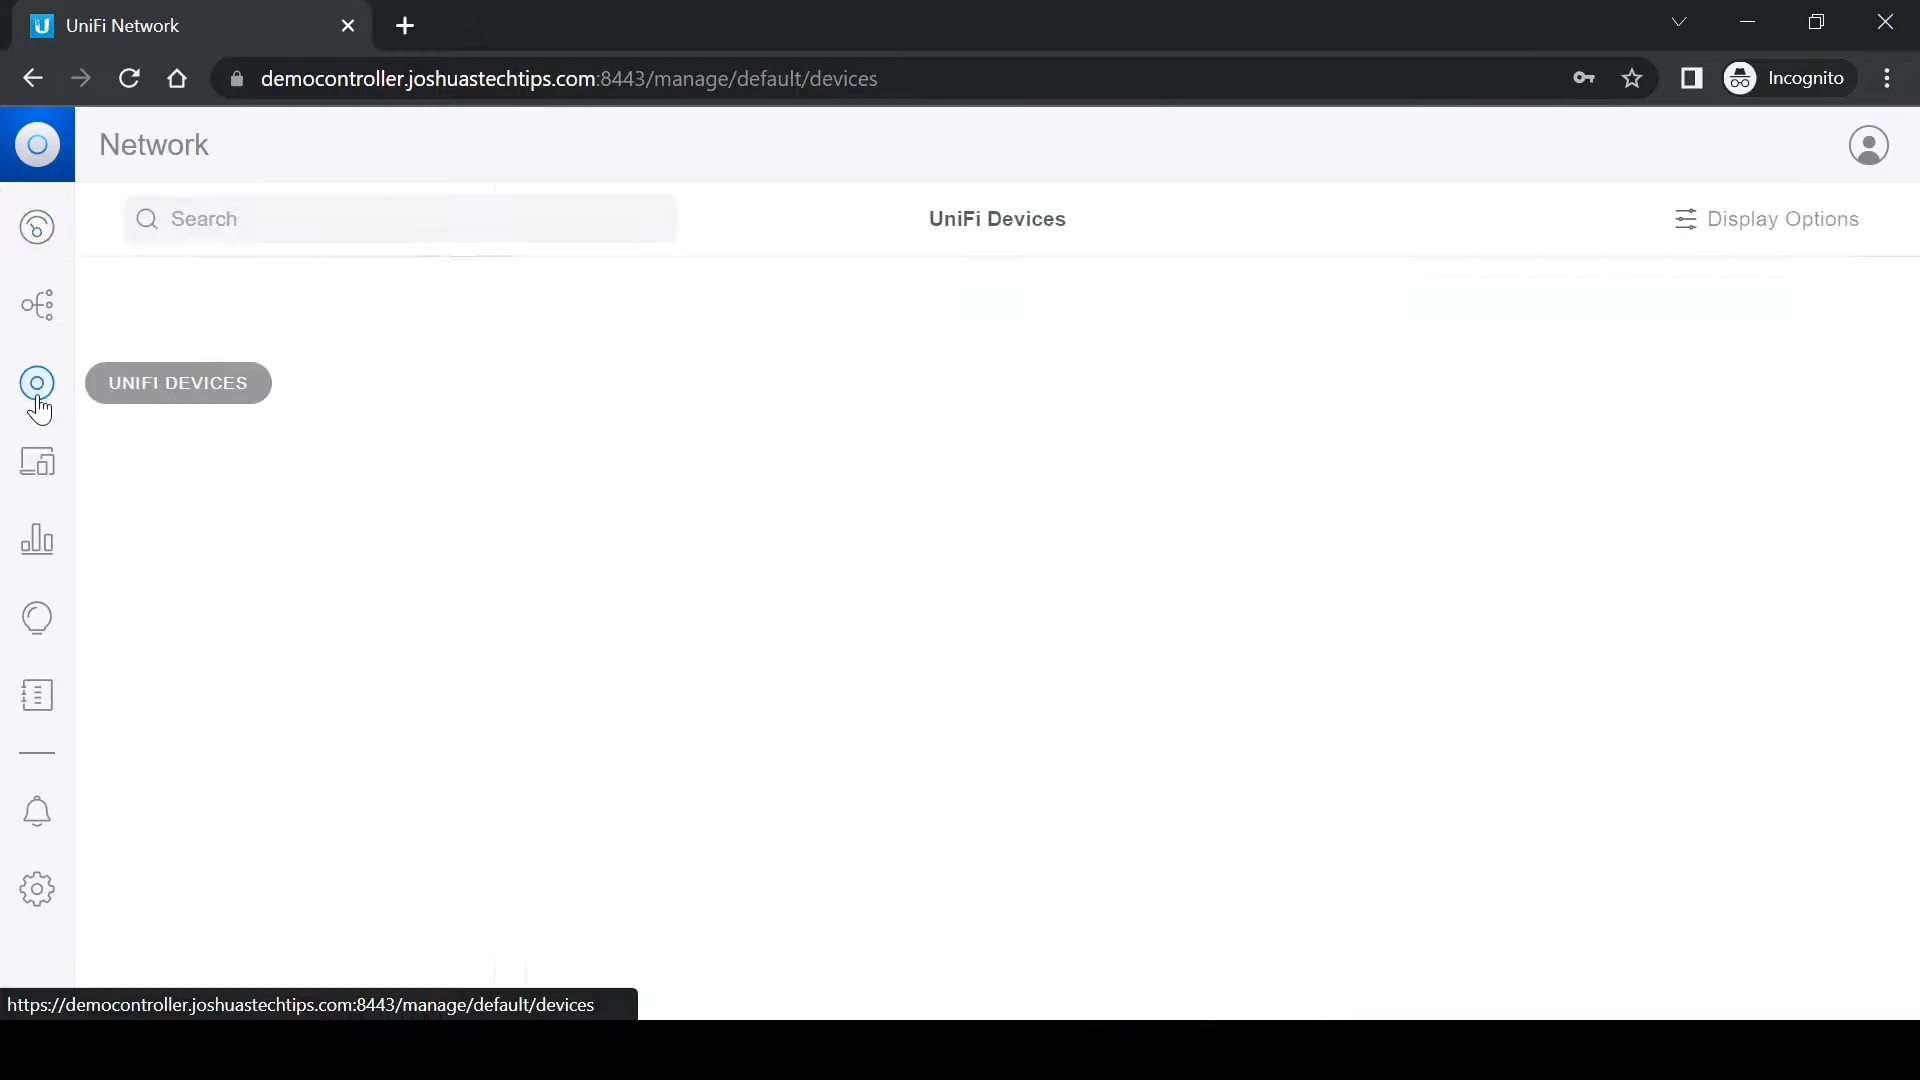 UniFi Network
democontroller.joshuastechtips.com:8443/manage/default/devices
Incognito
Network
Search
UniFi Devices
Display Options
UNIFI DEVICES
https://democontroller.joshuastechtips.com:8443/manage/default/devices